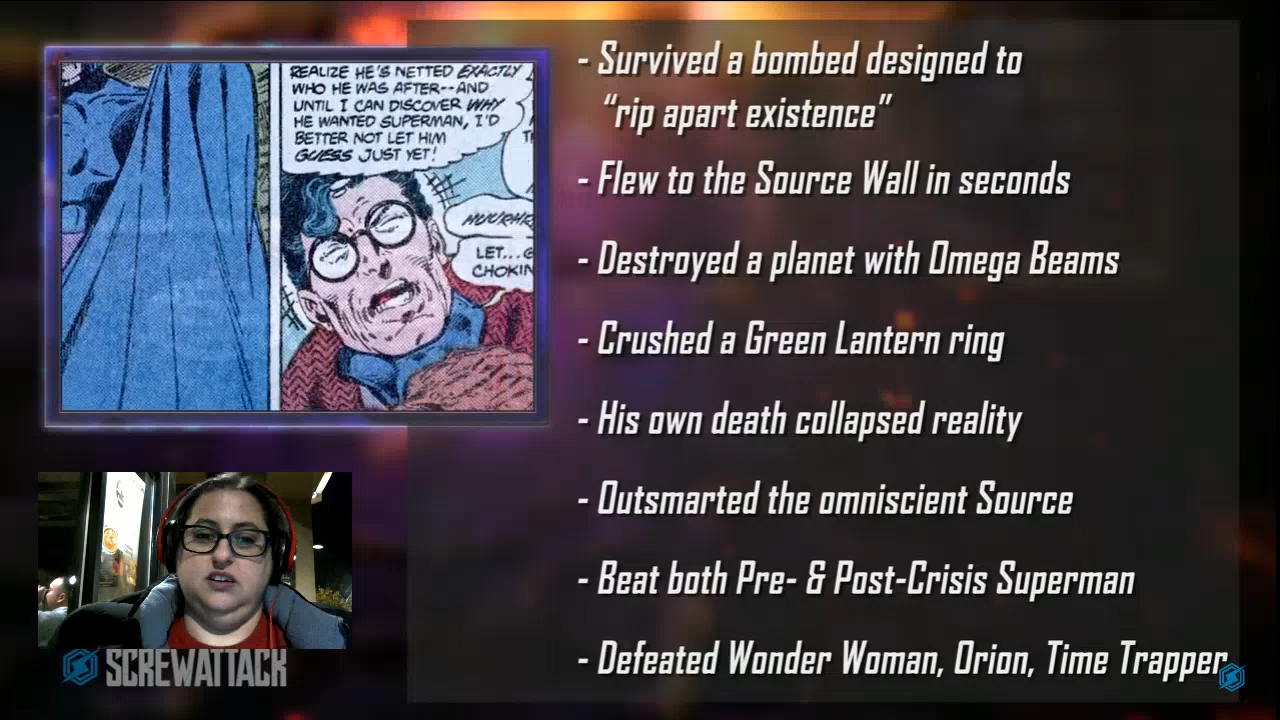 REALIZE HE'S NETTED EXACTLY
WHO HE WAS AFTER--AND
UNTIL I CAN DISCOVER WHY
HE WANTED SUPERMAN, I'D
BETTER NOT LET HIM
GUESS JUST YET!
LET...
- Survived a bombed designed to
“rip apart existence”
- Flew to the Source Wall in seconds
- Destroyed a planet with Omega Beams
- Crushed a Green Lantern ring
- His own death collapsed reality
- Outsmarted the omniscient Source
- Beat both Pre- & Post-Crisis Superman
- Defeated Wonder Woman, Orion, Time Trapper
SCREWATTACK